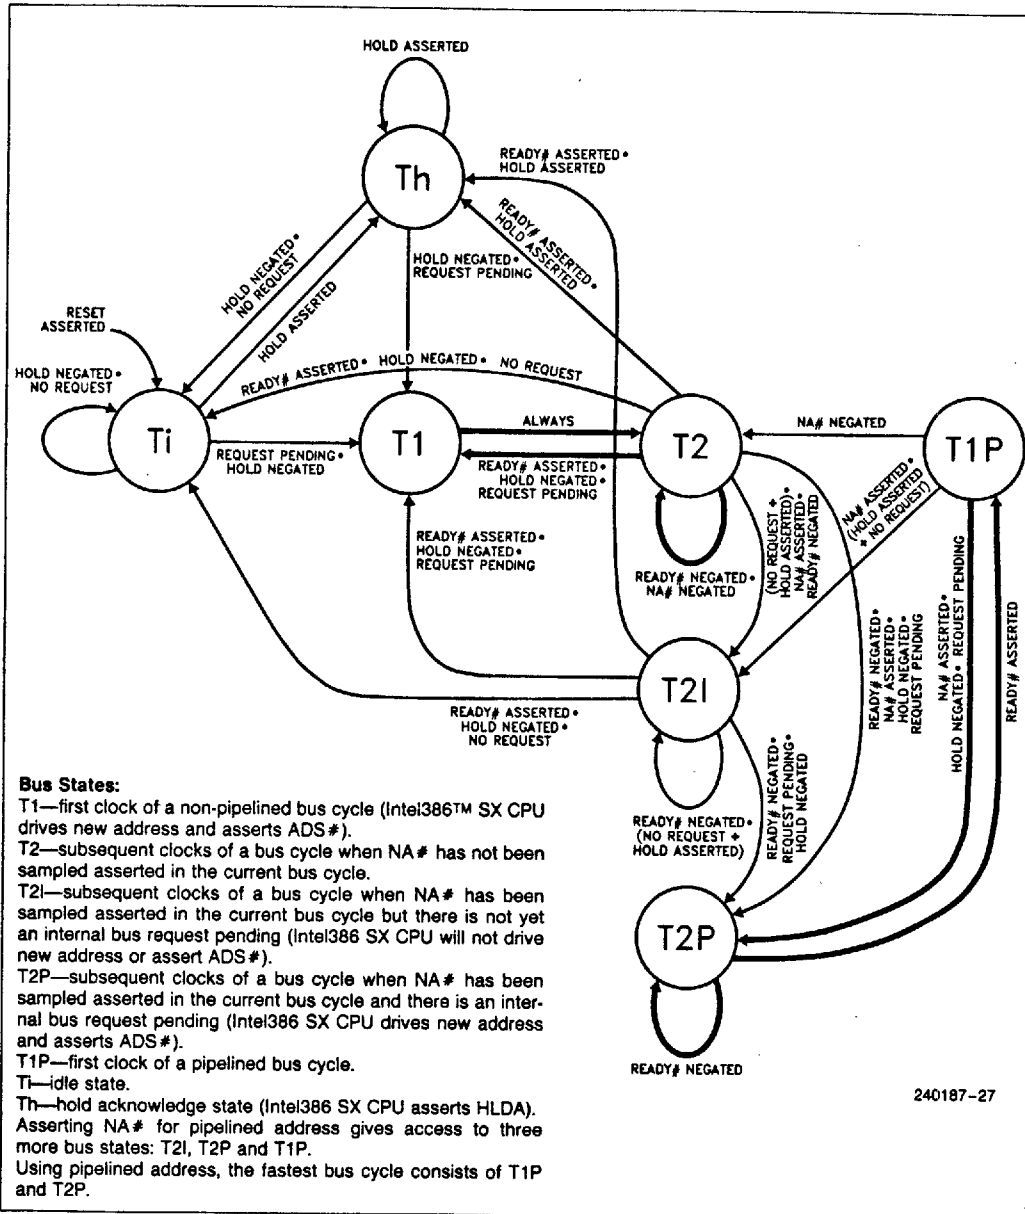 HOLD ASSERTED
Th
READY# ASSERTED•
HOLD ASSERTED
READY# ASSERTED•
HOLD ASSERTED
HOLD NEGATED•
REQUEST PENDING
HOLD NEGATED•
NO REQUEST
HOLD ASSERTED
RESET
ASSERTED
HOLD NEGATED•
NO REQUEST
READY# ASSERTED• HOLD NEGATED• NO REQUEST
Ti
REQUEST PENDING•
HOLD NEGATED
T1
ALWAYS
READY# ASSERTED•
HOLD NEGATED•
REQUEST PENDING
T2
NA# NEGATED
T1P
NA# ASSERTED•
(HOLD ASSERTED
+ NO REQUEST)
READY# ASSERTED•
HOLD NEGATED•
REQUEST PENDING
READY# NEGATED•
NA# NEGATED
(NO REQUEST +
HOLD ASSERTED)•
NA# ASSERTED•
READY# NEGATED
READY# NEGATED•
NA# ASSERTED•
HOLD NEGATED•
REQUEST PENDING
NA# ASSERTED•
HOLD NEGATED• REQUEST PENDING
READY# ASSERTED
T2I
READY# ASSERTED•
HOLD NEGATED•
NO REQUEST
READY# NEGATED•
(NO REQUEST +
HOLD ASSERTED)
READY# NEGATED•
REQUEST PENDING•
HOLD NEGATED
T2P
READY# NEGATED
240187-27
Bus States:
T1—first clock of a non-pipelined bus cycle (Intel386™ SX CPU
drives new address and asserts ADS#).
T2—subsequent clocks of a bus cycle when NA# has not been
sampled asserted in the current bus cycle.
T2I—subsequent clocks of a bus cycle when NA# has been
sampled asserted in the current bus cycle but there is not yet
an internal bus request pending (Intel386 SX CPU will not drive
new address or assert ADS#).
T2P—subsequent clocks of a bus cycle when NA# has been
sampled asserted in the current bus cycle and there is an inter-
nal bus request pending (Intel386 SX CPU drives new address
and asserts ADS#).
T1P—first clock of a pipelined bus cycle.
Ti—idle state.
Th—hold acknowledge state (Intel386 SX CPU asserts HLDA).
Asserting NA# for pipelined address gives access to three
more bus states: T2I, T2P and T1P.
Using pipelined address, the fastest bus cycle consists of T1P
and T2P.